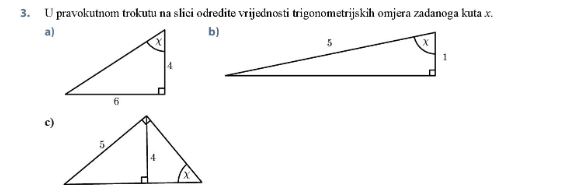 3. U pravokutnom trokutu na slici odredite vrijednosti trigonometrijskih omjera zadanoga kuta x.
a)
b)
x
4
6
5
x
1
c)
5
4
x